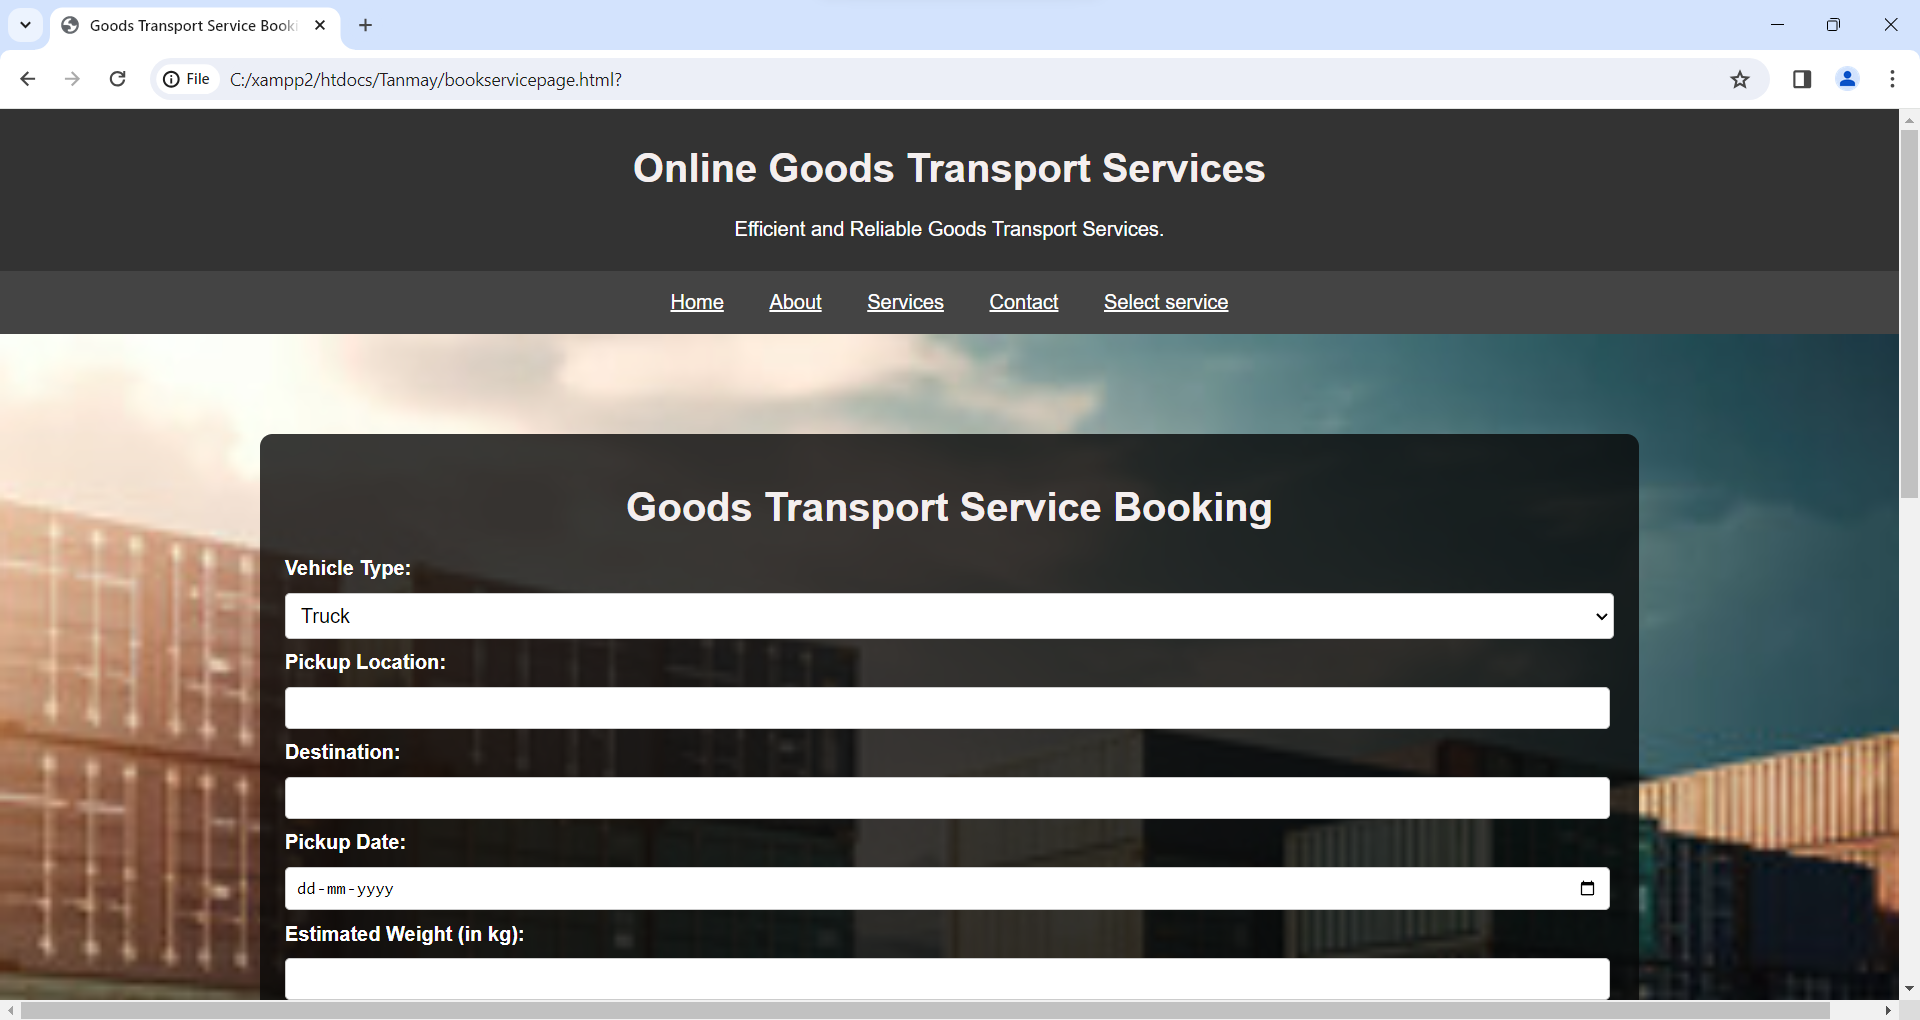 Goods Transport Service Booki
File C:/xampp2/htdocs/Tanmay/bookservicepage.html?
Online Goods Transport Services
Efficient and Reliable Goods Transport Services.
Home About Services Contact Select service
Goods Transport Service Booking
Vehicle Type:
Truck
Pickup Location:
Destination:
Pickup Date:
dd-mm-yyyy
Estimated Weight (in kg):